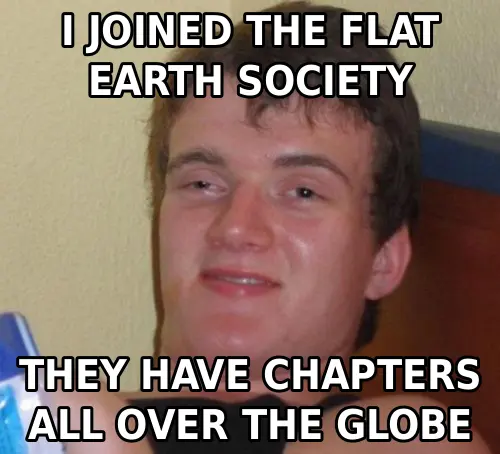 I JOINED THE FLAT
EARTH SOCIETY
THEY HAVE CHAPTERS
ALL OVER THE GLOBE